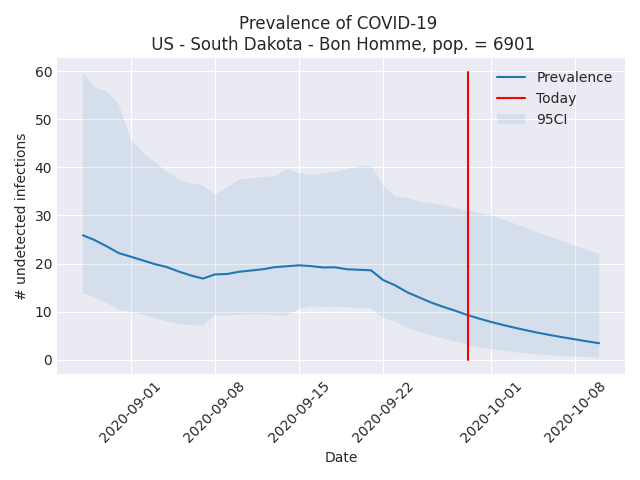 Prevalence of COVID-19
US - South Dakota - Bon Homme, pop. = 6901
60
50
40
30
20
10
0
# undetected infections
Prevalence
Today
95CI
2020-09-01
2020-09-08
2020-09-15
2020-09-22
2020-10-01
2020-10-08
Date